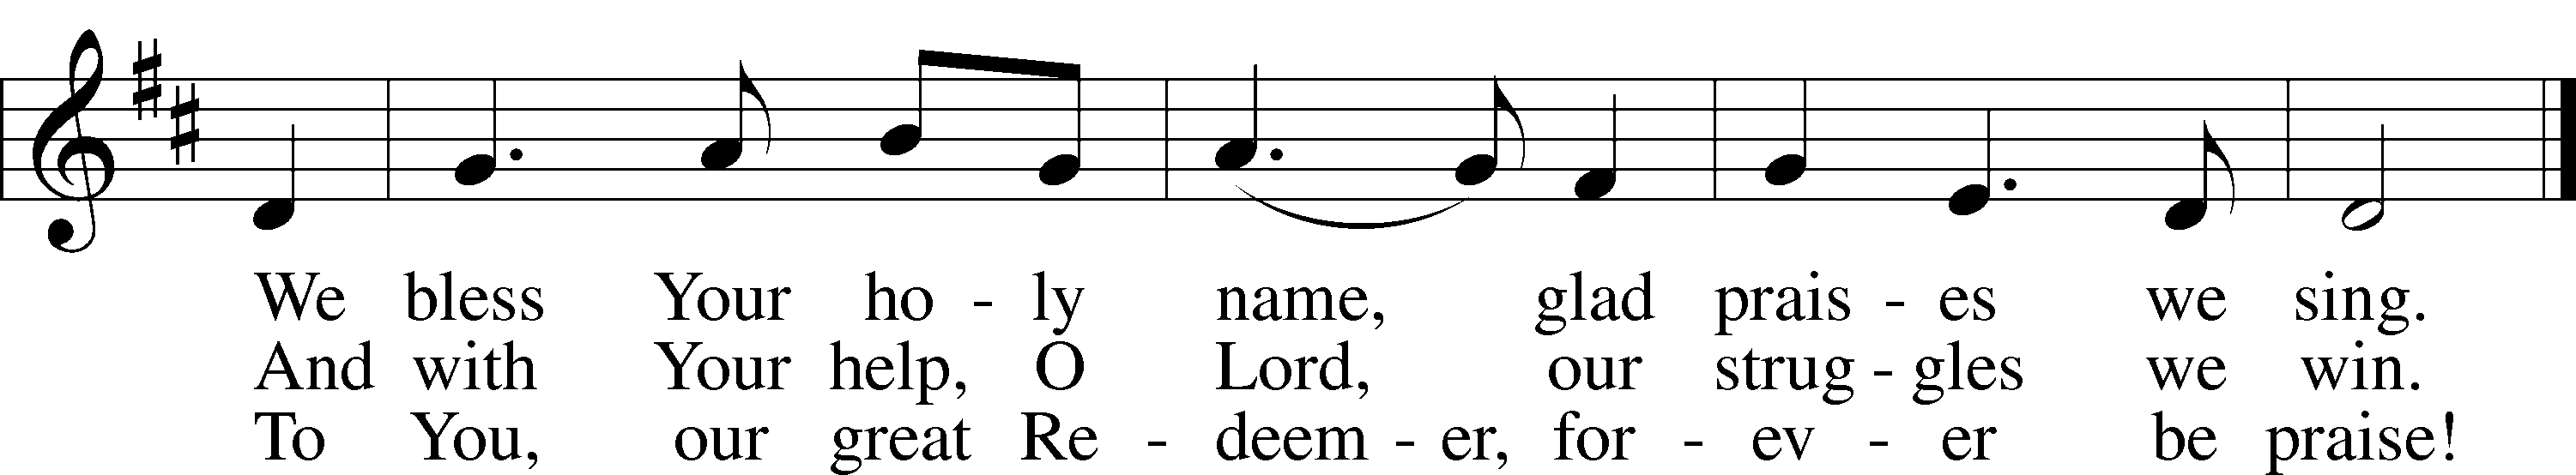 We bless Your ho - ly name, glad prais - es we sing.
And with Your help, O Lord, our strug - gles we win.
To You, our great Re - deem - er, for - ev - er be praise!